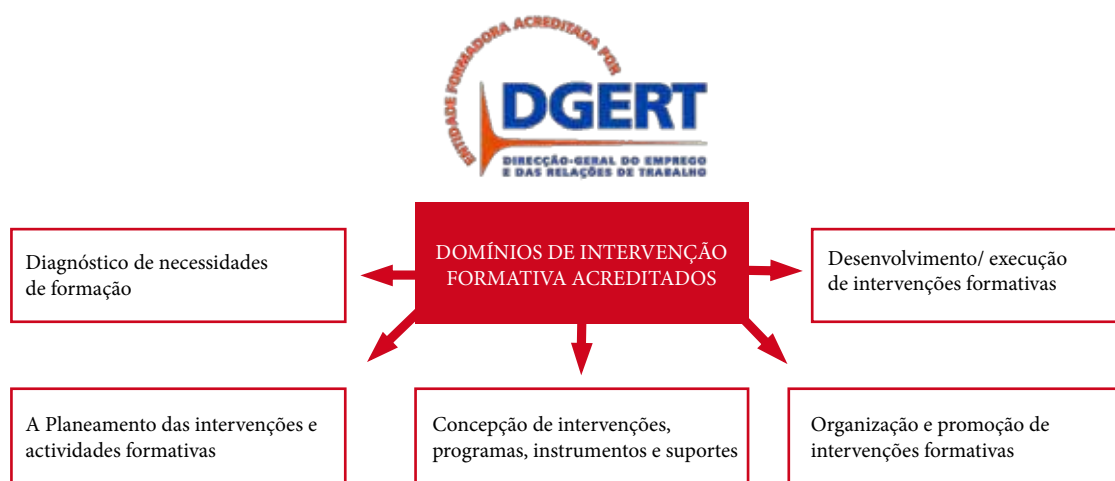 ENTIDADE FORMADORA ACREDITADA POR
DGERT
DIRECÇÃO-GERAL DO EMPREGO
E DAS RELAÇÕES DE TRABALHO
DOMÍNIOS DE INTERVENÇÃO
FORMATIVA ACREDITADOS
Diagnóstico de necessidades
de formação
Desenvolvimento/ execução
de intervenções formativas
A Planeamento das intervenções e
actividades formativas
Concepção de intervenções,
programas, instrumentos e suportes
Organização e promoção de
intervenções formativas